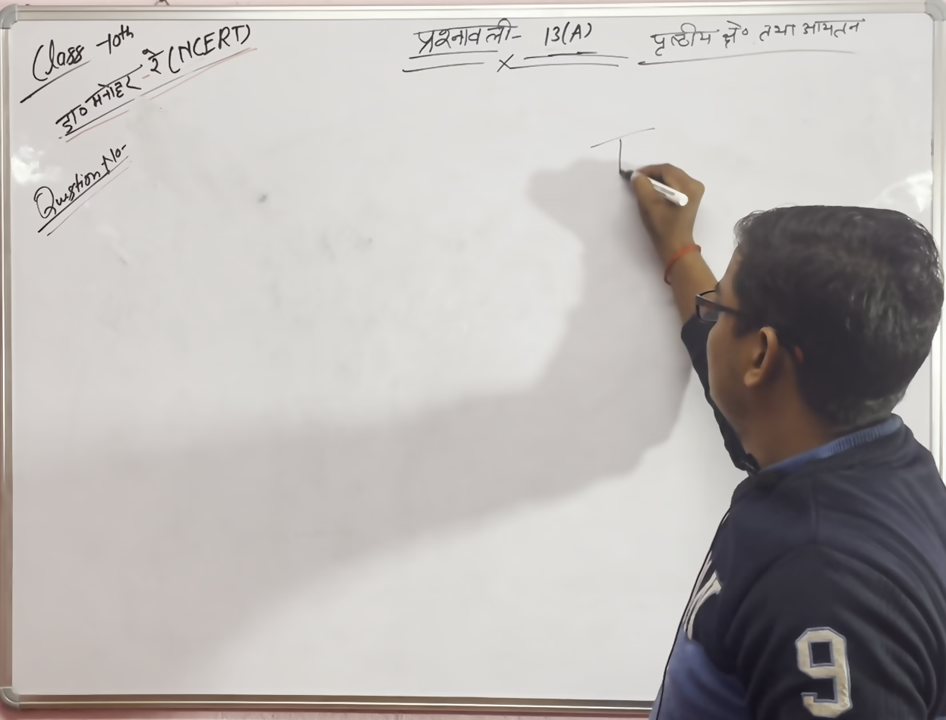 Class -10th
डा० मनोहर रे (NCERT)
प्रश्नावली- 13(A)
पृष्ठीय क्षे० तथा आयतन
Question No-
9